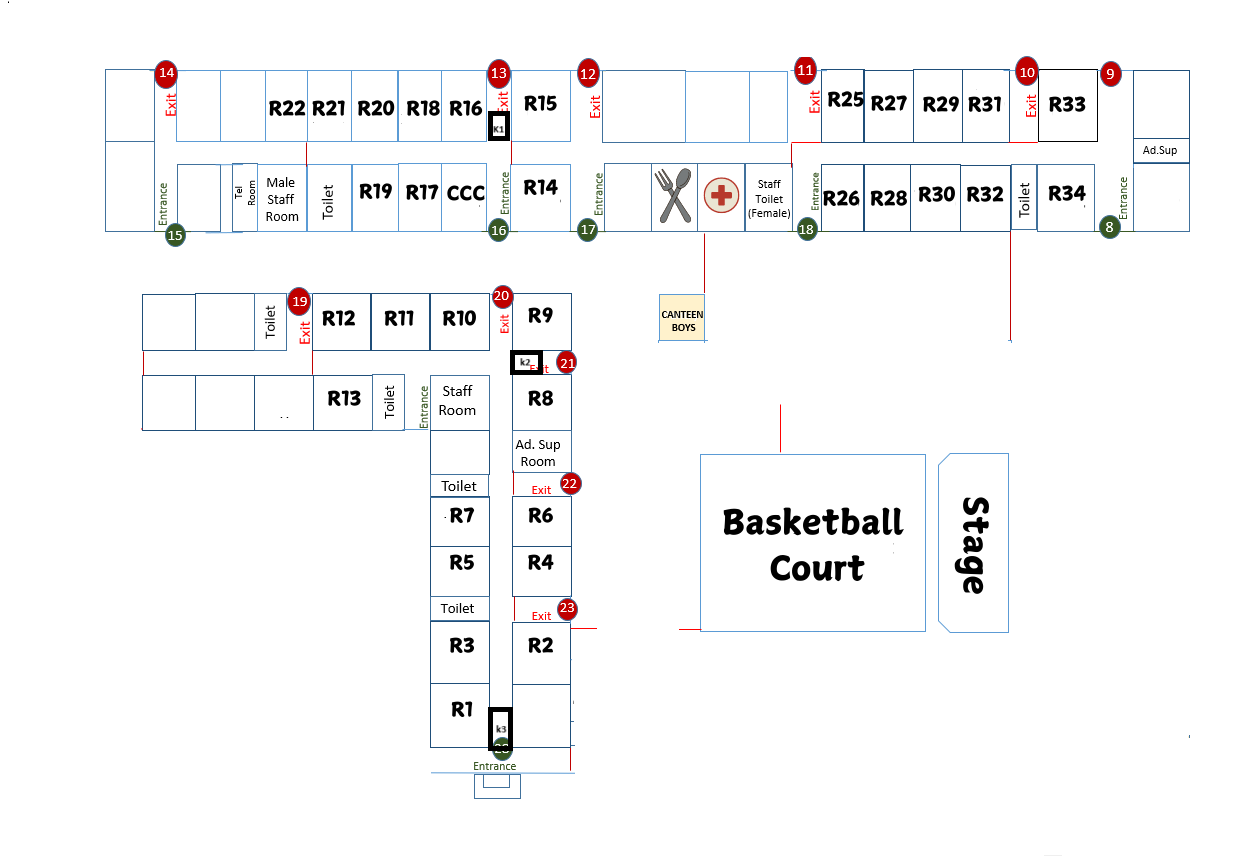 14
13
12
11
10
9
Exit
Exit
Exit
Exit
Exit
R22
R21
R20
R18
R16
K1
R15
R25
R27
R29
R31
R33
Ad.Sup
Entrance
Tel
Room
Male
Staff
Room
Toilet
R19
R17
CCC
Entrance
R14
Entrance
Staff
Toilet
(Female)
Entrance
R26
R28
R30
R32
Toilet
R34
Entrance
15
16
17
18
8
19
20
Toilet
Exit
R12
R11
R10
Exit
R9
CANTEEN
BOYS
k2
Exit
21
R13
Toilet
Entrance
Staff
Room
R8
Ad. Sup
Room
Toilet
Exit
22
R7
R6
R5
R4
Toilet
Exit
23
R3
R2
R1
k3
Entrance
Basketball
Court
Stage